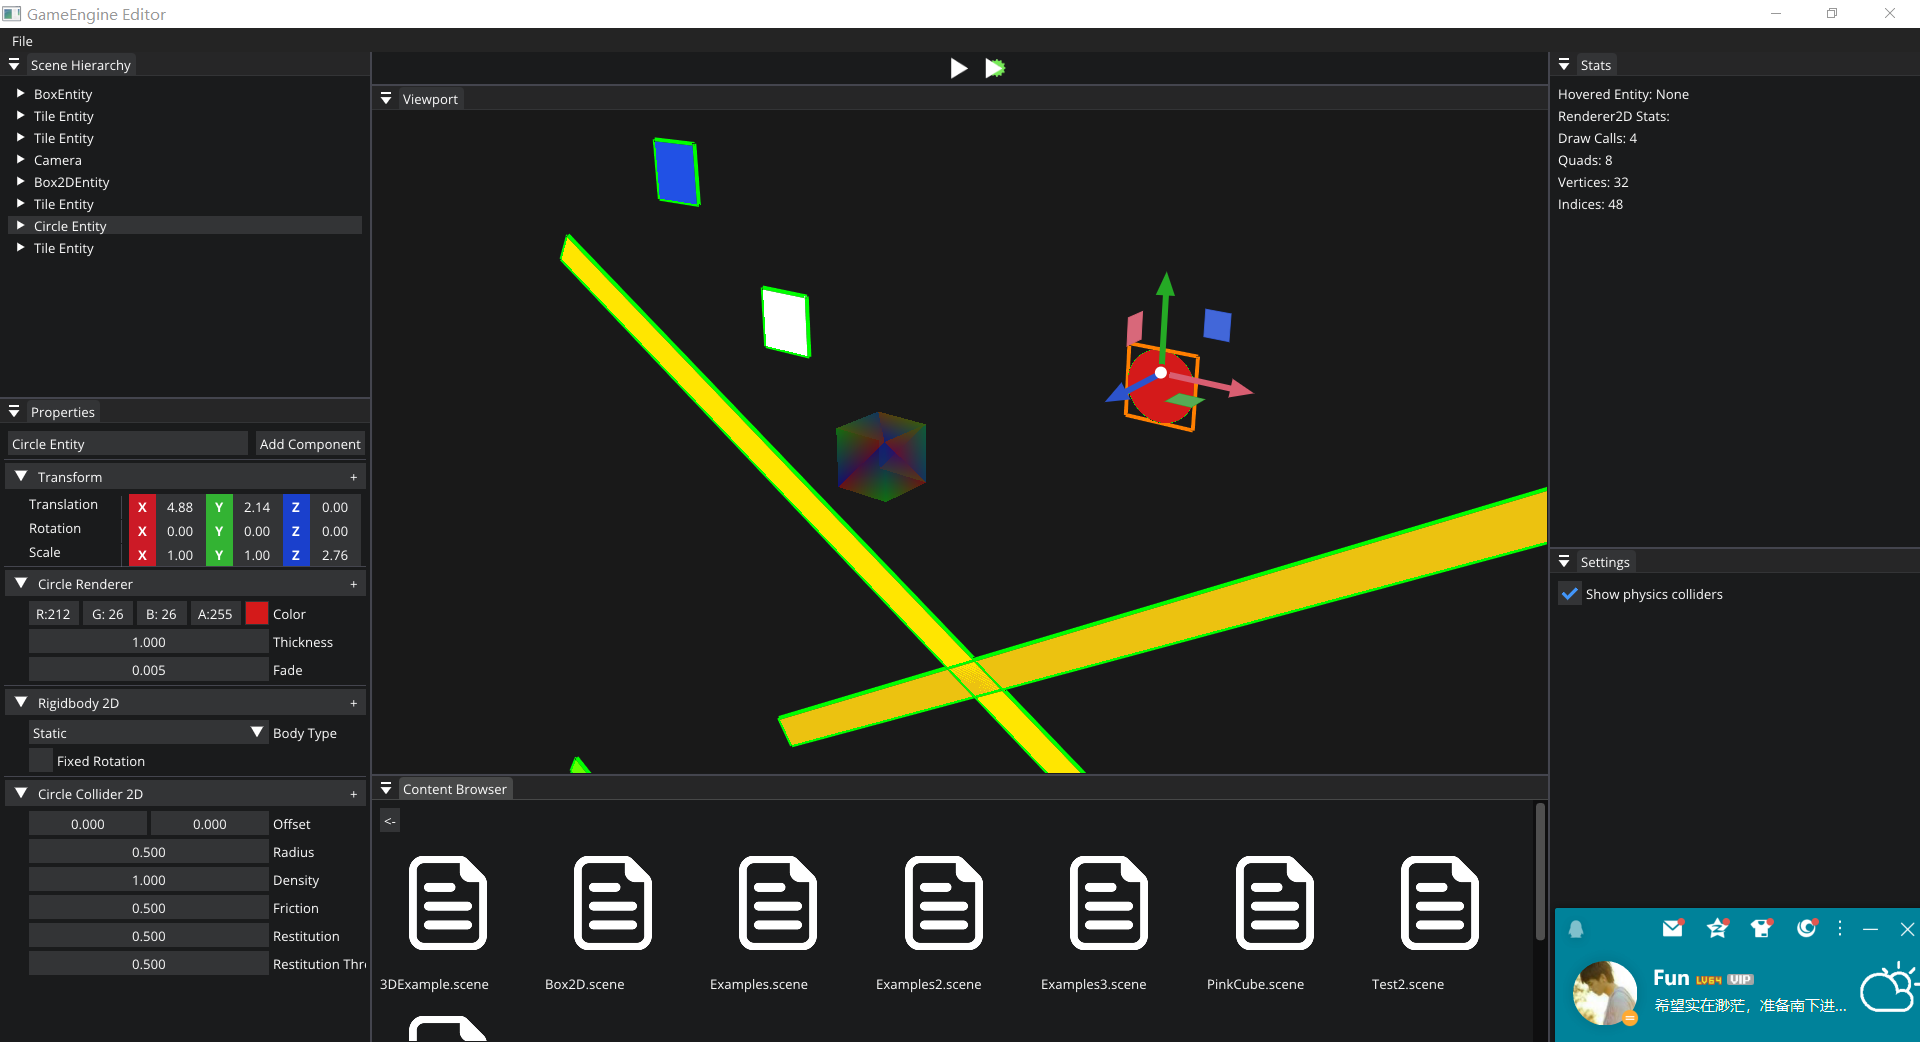 GameEngine Editor
File
Scene Hierarchy
BoxEntity
Tile Entity
Tile Entity
Camera
Box2DEntity
Tile Entity
Circle Entity
Tile Entity
Properties
Circle Entity
Add Component
Transform +
Translation X 4.88 Y 2.14 Z 0.00
Rotation X 0.00 Y 0.00 Z 0.00
Scale X 1.00 Y 1.00 Z 2.76
Circle Renderer +
R:212 G: 26 B: 26 A:255 Color
1.000 Thickness
0.005 Fade
Rigidbody 2D +
Static Body Type
Fixed Rotation
Circle Collider 2D +
0.000 0.000 Offset
0.500 Radius
1.000 Density
0.500 Friction
0.500 Restitution
0.500 Restitution Thr
Viewport
Content Browser
<-
3DExample.scene
Box2D.scene
Examples.scene
Examples2.scene
Examples3.scene
PinkCube.scene
Test2.scene
Stats
Hovered Entity: None
Renderer2D Stats:
Draw Calls: 4
Quads: 8
Vertices: 32
Indices: 48
Settings
Show physics colliders
Fun LV64 VIP
希望实在渺茫，准备南下进...